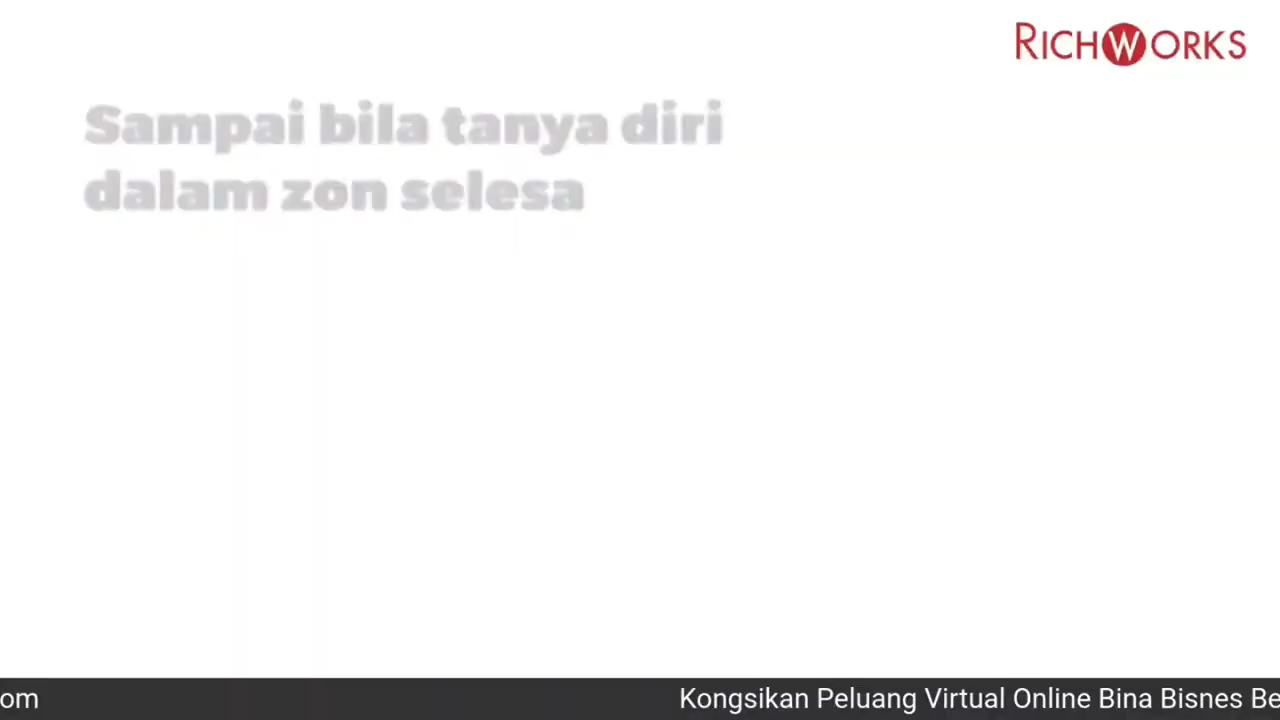 RICHWORKS
Sampai bila tanya diri
dalam zon selesa
om
Kongsikan Peluang Virtual Online Bina Bisnes Be